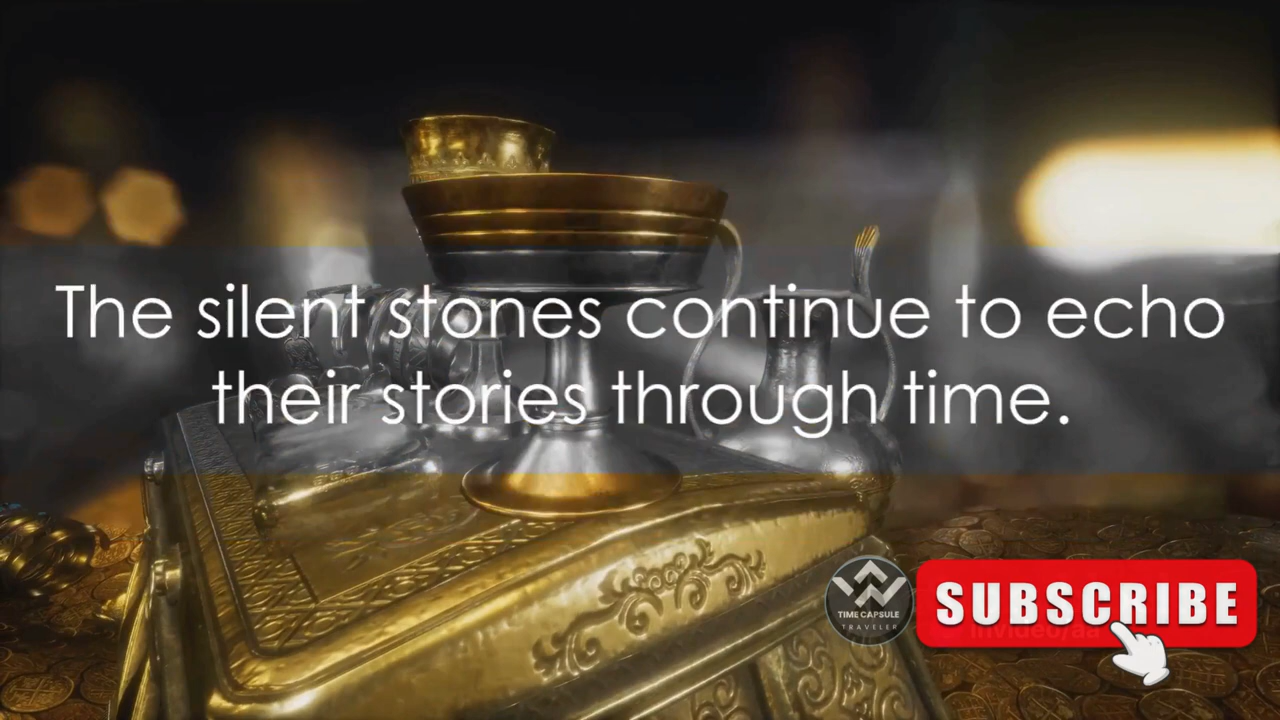 The silent stones continue to echo
their stories through time.
TIME CAPSULE
TRAVELER
SUBSCRIBE